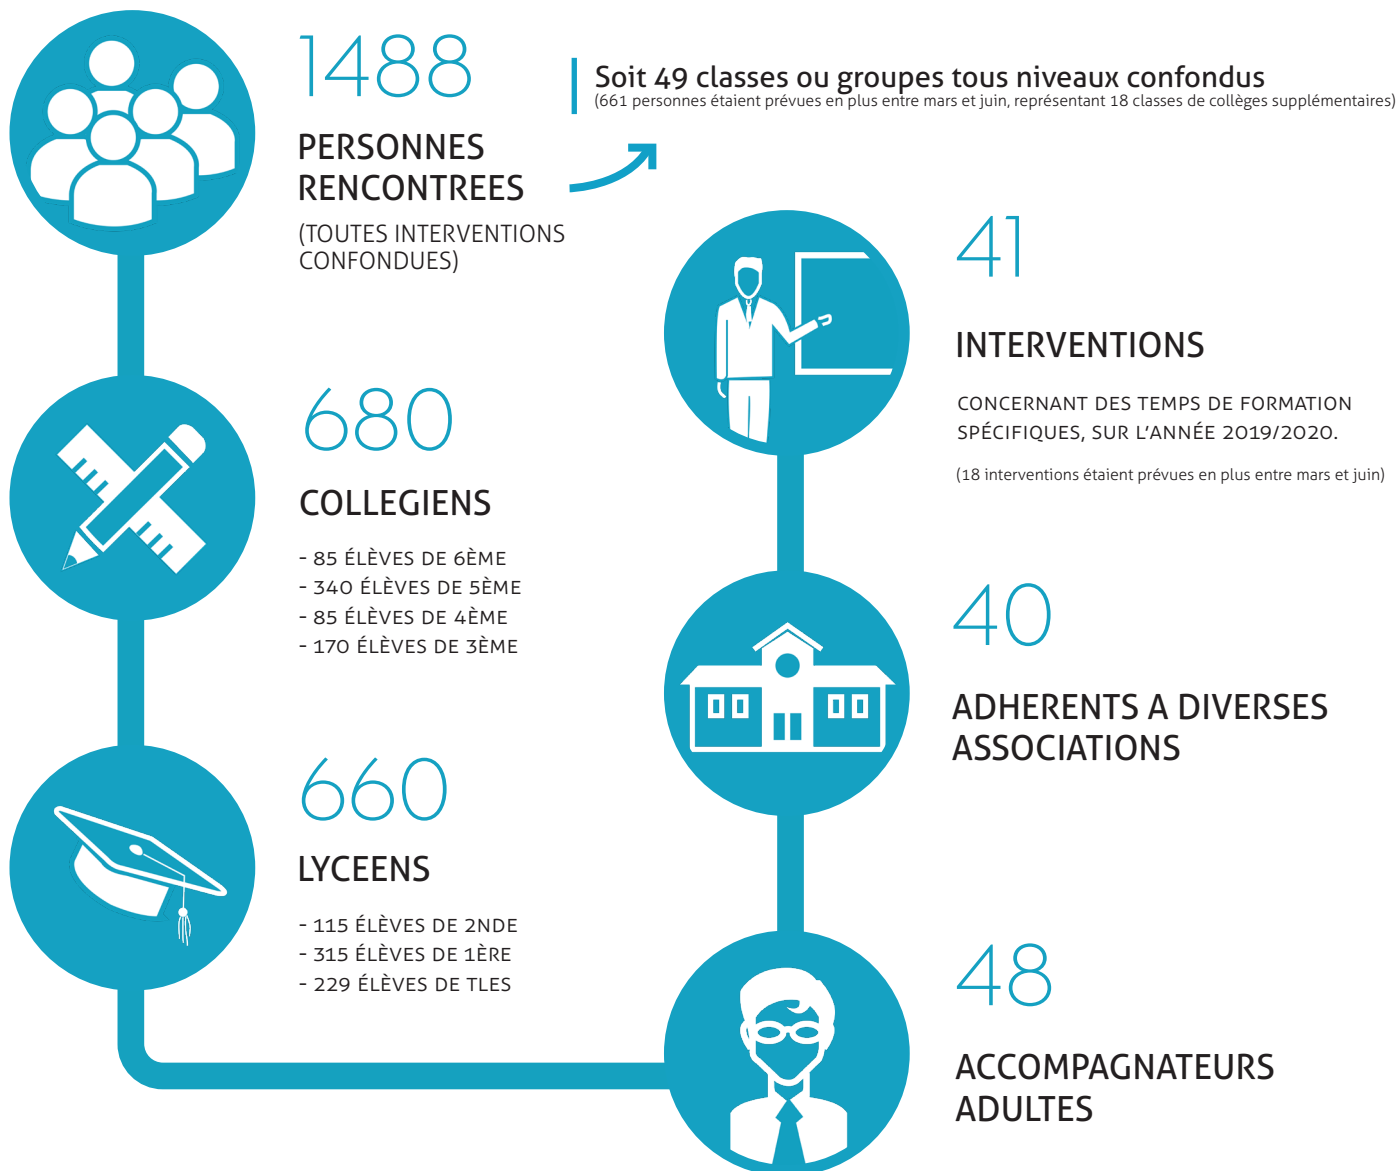 1488
PERSONNES
RENCONTREES
(TOUTES INTERVENTIONS
CONFONDUES)
Soit 49 classes ou groupes tous niveaux confondus
(661 personnes étaient prévues en plus entre mars et juin, représentant 18 classes de collèges supplémentaires)
680
COLLEGIENS
- 85 ÉLÈVES DE 6ÈME
- 340 ÉLÈVES DE 5ÈME
- 85 ÉLÈVES DE 4ÈME
- 170 ÉLÈVES DE 3ÈME
660
LYCEENS
- 115 ÉLÈVES DE 2NDE
- 315 ÉLÈVES DE 1ÈRE
- 229 ÉLÈVES DE TLES
41
INTERVENTIONS
CONCERNANT DES TEMPS DE FORMATION
SPÉCIFIQUES, SUR L'ANNÉE 2019/2020.
(18 interventions étaient prévues en plus entre mars et juin)
40
ADHERENTS A DIVERSES
ASSOCIATIONS
48
ACCOMPAGNATEURS
ADULTES